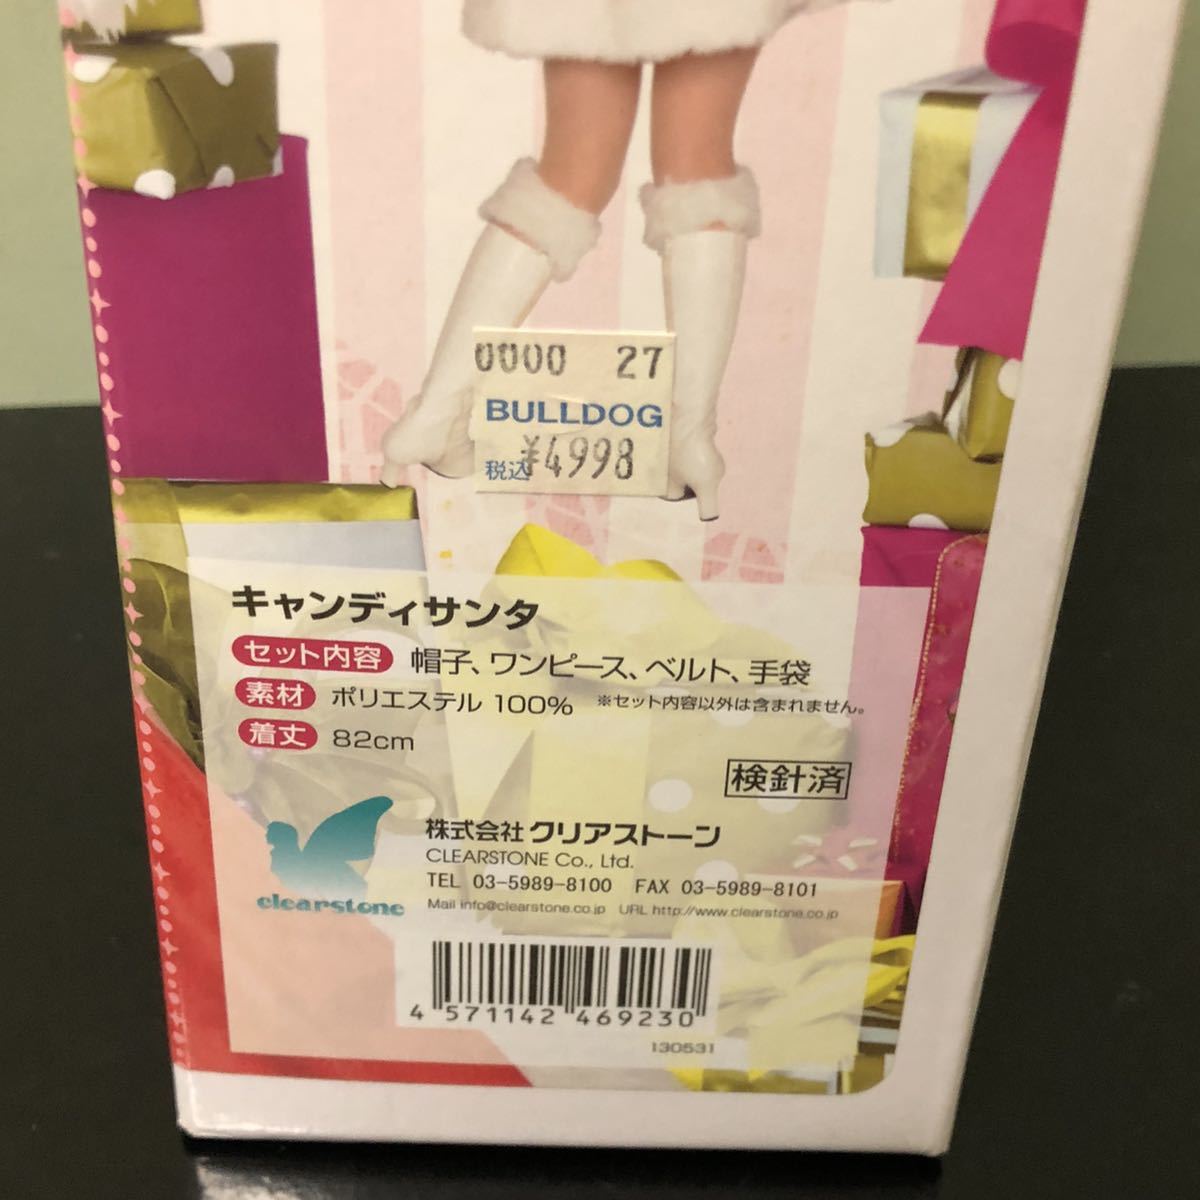 0000 27
BULLDOG
税込 ¥4998
キャンディサンタ
セット内容 帽子、ワンピース、ベルト、手袋
素材 ポリエステル 100% ※セット内容以外は含まれません。
着丈 82cm
検針済
clearstone
株式会社 クリアストーン
CLEARSTONE Co., Ltd.
TEL 03-5989-8100 FAX 03-5989-8101
Mail info@clearstone.co.jp URL http://www.clearstone.co.jp
4 571142 469230
130531